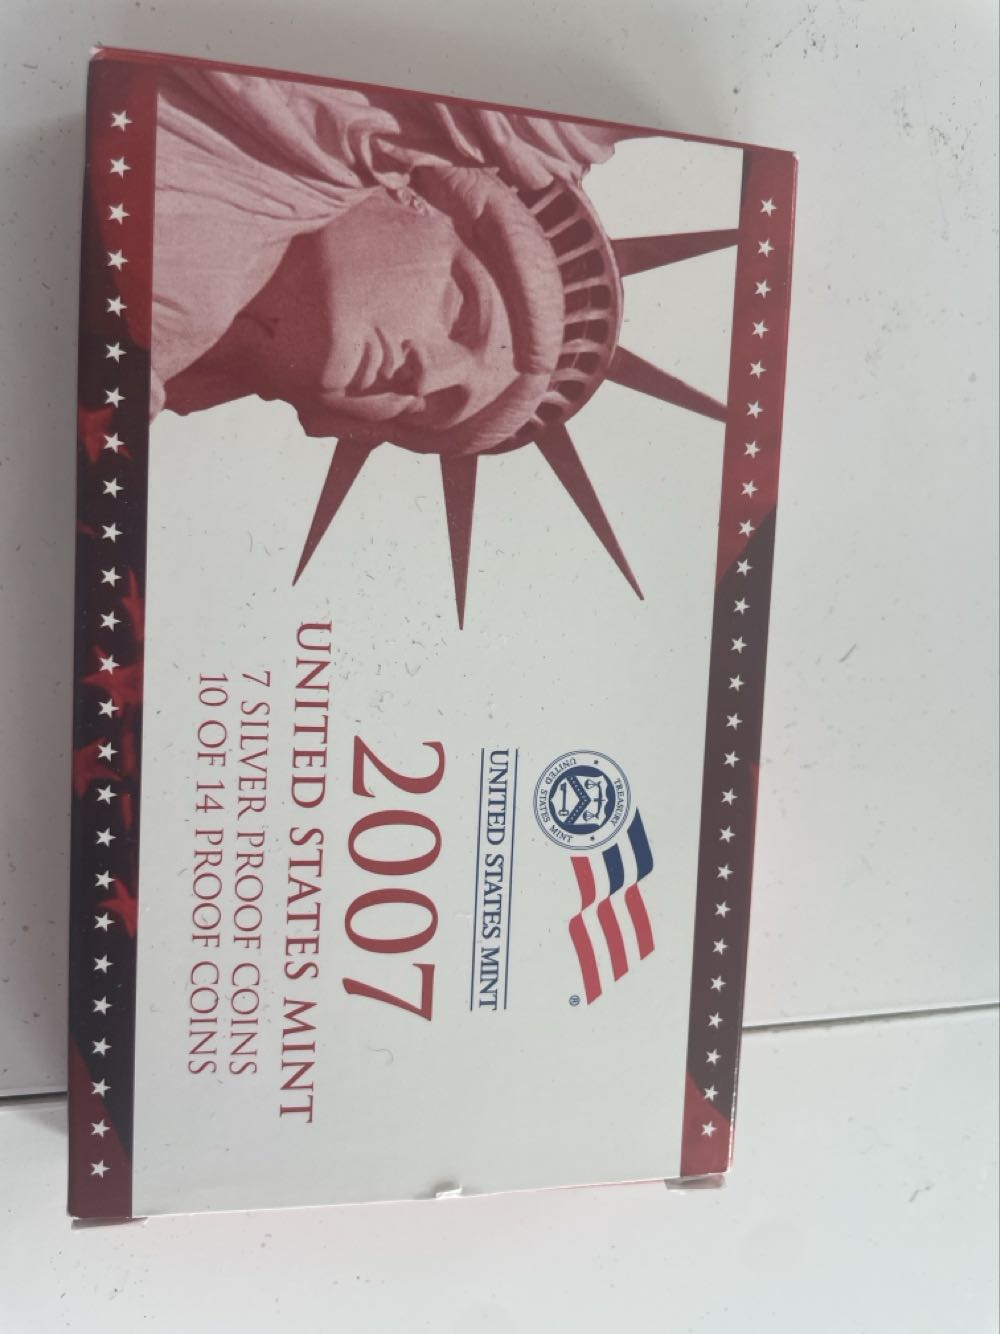 TREASURY
UNITED STATES MINT
®
UNITED STATES MINT
2007
UNITED STATES MINT
7 SILVER PROOF COINS
10 OF 14 PROOF COINS